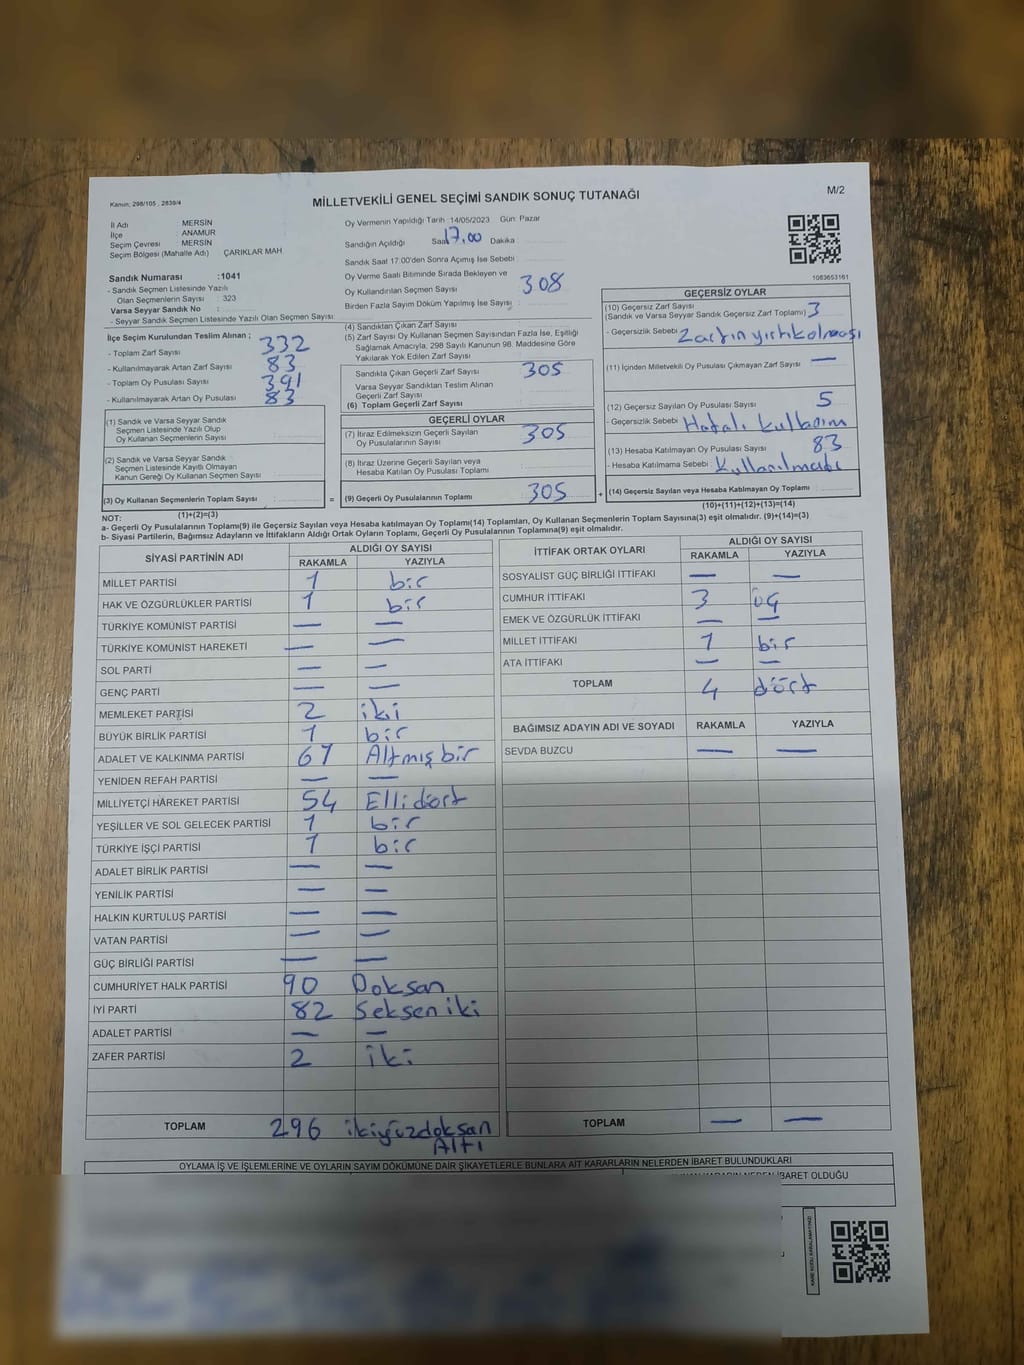 Kanun: 298/105 , 2839/4
MİLLETVEKİLİ GENEL SEÇİMİ SANDIK SONUÇ TUTANAĞI
M/2
İl Adı : MERSİN
İlçe : ANAMUR
Seçim Çevresi : MERSİN
Seçim Bölgesi (Mahalle Adı) ÇARIKLAR MAH
Sandık Numarası :1041
- Sandık Seçmen Listesinde Yazılı
Olan Seçmenlerin Sayısı : 323
Varsa Seyyar Sandık No :
- Seyyar Sandık Seçmen Listesinde Yazılı Olan Seçmen Sayısı:
Oy Vermenin Yapıldığı Tarih :14/05/2023 Gün: Pazar
Sandığın Açıldığı Saat 17.00 Dakika
Sandık Saat 17:00'den Sonra Açımış İse Sebebi
Oy Verme Saati Bitiminde Sırada Bekleyen ve
Oy Kullandırılan Seçmen Sayısı 308
Birden Fazla Sayım Döküm Yapılmış İse Sayısı
1083653161
İlçe Seçim Kurulundan Teslim Alınan ;
- Toplam Zarf Sayısı 332
- Kullanılmayarak Artan Zarf Sayısı 83
- Toplam Oy Pusulası Sayısı 391
- Kullanılmayarak Artan Oy Pusulası 83
(1) Sandık ve Varsa Seyyar Sandık
Seçmen Listesinde Yazılı Olup
Oy Kullanan Seçmenlerin Sayısı
(2) Sandık ve Varsa Seyyar Sandık
Seçmen Listesinde Kayıtlı Olmayan
Kanun Gereği Oy Kullanan Seçmen Sayısı
(3) Oy Kullanan Seçmenlerin Toplam Sayısı =
(1)+(2)=(3)
(4) Sandıktan Çıkan Zarf Sayısı
(5) Zarf Sayısı Oy Kullanan Seçmen Sayısından Fazla İse, Eşitliği
Sağlamak Amacıyla, 298 Sayılı Kanunun 98. Maddesine Göre
Yakılarak Yok Edilen Zarf Sayısı
Sandıkta Çıkan Geçerli Zarf Sayısı 305
Varsa Seyyar Sandıktan Teslim Alınan
Geçerli Zarf Sayısı
(6) Toplam Geçerli Zarf Sayısı
GEÇERLİ OYLAR
(7) İtiraz Edilmeksizin Geçerli Sayılan
Oy Pusulalarının Sayısı 305
(8) İtiraz Üzerine Geçerli Sayılan veya
Hesaba Katılan Oy Pusulası Toplamı
(9) Geçerli Oy Pusulalarının Toplamı 305 +
GEÇERSİZ OYLAR
(10) Geçersiz Zarf Sayısı
(Sandık ve Varsa Seyyar Sandık Geçersiz Zarf Toplamı) 3
- Geçersizlik Sebebi : Zarfın yırtık olması
(11) İçinden Milletvekili Oy Pusulası Çıkmayan Zarf Sayısı —
(12) Geçersiz Sayılan Oy Pusulası Sayısı 5
- Geçersizlik Sebebi : Hatalı kullanım
(13) Hesaba Katılmayan Oy Pusulası Sayısı 83
- Hesaba Katılmama Sebebi : Kullanılmadı
(14) Geçersiz Sayılan veya Hesaba Katılmayan Oy Toplamı
(10)+(11)+(12)+(13)=(14)
NOT:
a- Geçerli Oy Pusulalarının Toplamı(9) ile Geçersiz Sayılan veya Hesaba katılmayan Oy Toplamı(14) Toplamları, Oy Kullanan Seçmenlerin Toplam Sayısına(3) eşit olmalıdır. (9)+(14)=(3)
b- Siyasi Partilerin, Bağımsız Adayların ve İttifakların Aldığı Ortak Oyların Toplamı, Geçerli Oy Pusulalarının Toplamına(9) eşit olmalıdır.
SİYASİ PARTİNİN ADI ALDIĞI OY SAYISI
RAKAMLA YAZIYLA
MİLLET PARTİSİ 1 bir
HAK VE ÖZGÜRLÜKLER PARTİSİ 1 bir
TÜRKİYE KOMÜNİST PARTİSİ — —
TÜRKİYE KOMÜNİST HAREKETİ — —
SOL PARTİ — —
GENÇ PARTİ — —
MEMLEKET PARTİSİ 2 iki
BÜYÜK BİRLİK PARTİSİ 1 bir
ADALET VE KALKINMA PARTİSİ 61 Altmış bir
YENİDEN REFAH PARTİSİ — —
MİLLİYETÇİ HAREKET PARTİSİ 54 Elli dört
YEŞİLLER VE SOL GELECEK PARTİSİ 1 bir
TÜRKİYE İŞÇİ PARTİSİ 1 bir
ADALET BİRLİK PARTİSİ — —
YENİLİK PARTİSİ — —
HALKIN KURTULUŞ PARTİSİ — —
VATAN PARTİSİ — —
GÜÇ BİRLİĞİ PARTİSİ — —
CUMHURİYET HALK PARTİSİ 90 Doksan
İYİ PARTİ 82 Seksen iki
ADALET PARTİSİ — —
ZAFER PARTİSİ 2 iki
TOPLAM 296 ikiyüzdoksan
Altı
İTTİFAK ORTAK OYLARI ALDIĞI OY SAYISI
RAKAMLA YAZIYLA
SOSYALİST GÜÇ BİRLİĞİ İTTİFAKI — —
CUMHUR İTTİFAKI 3 üç
EMEK VE ÖZGÜRLÜK İTTİFAKI — —
MİLLET İTTİFAKI 1 bir
ATA İTTİFAKI — —
TOPLAM 4 dört
BAĞIMSIZ ADAYIN ADI VE SOYADI RAKAMLA YAZIYLA
SEVDA BUZCU — —
TOPLAM — —
OYLAMA İŞ VE İŞLEMLERİNE VE OYLARIN SAYIM DÖKÜMÜNE DAİR ŞİKAYETLERLE BUNLARA AİT KARARLARIN NELERDEN İBARET BULUNDUKLARI
İBARET OLDUĞU